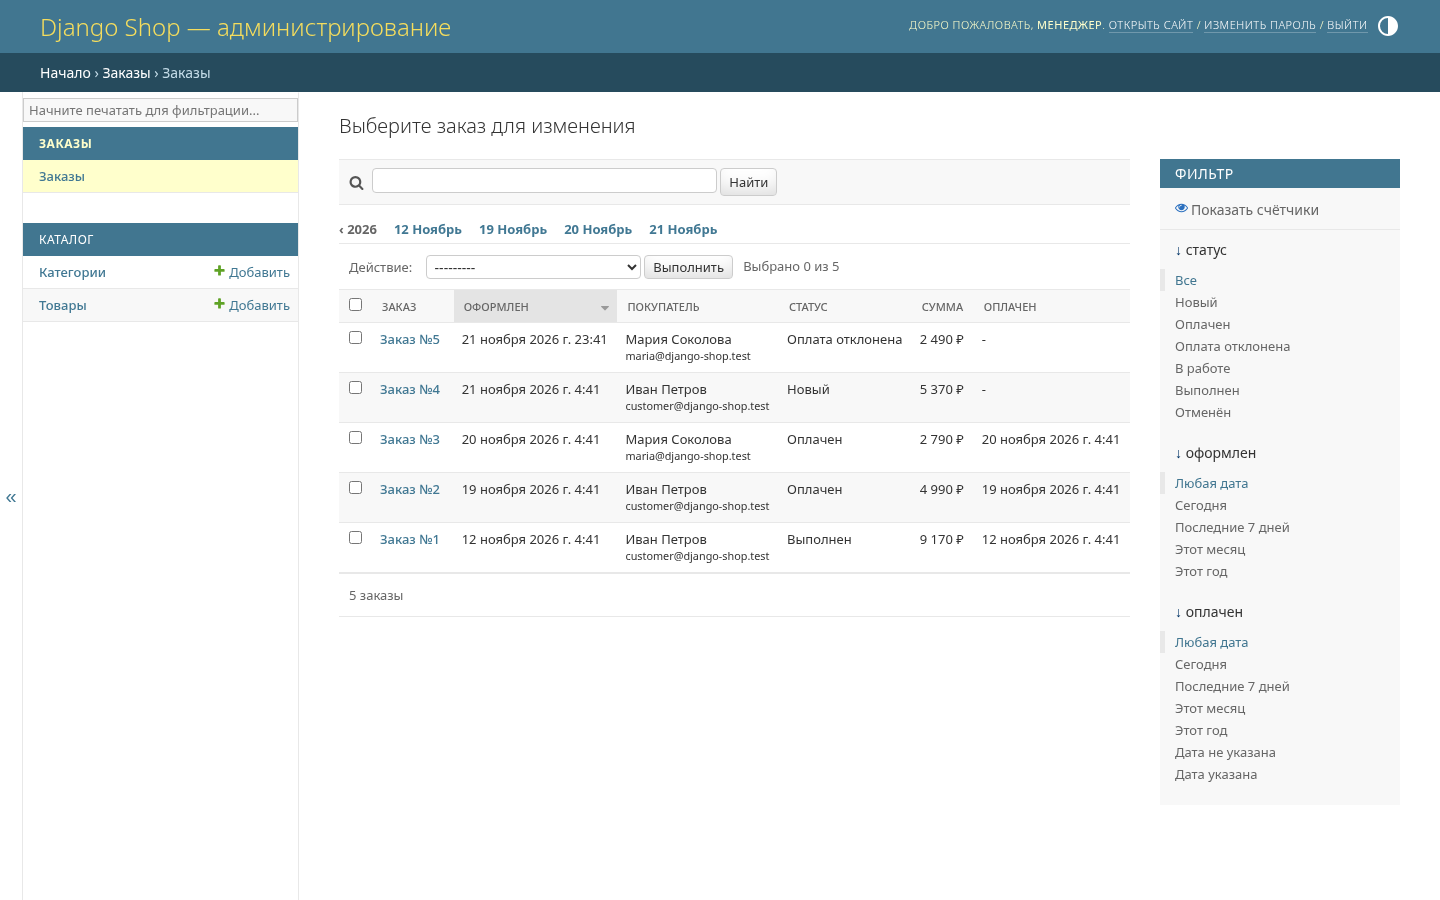 Django Shop — администрирование
ДОБРО ПОЖАЛОВАТЬ, МЕНЕДЖЕР. ОТКРЫТЬ САЙТ / ИЗМЕНИТЬ ПАРОЛЬ / ВЫЙТИ
Начало › Заказы › Заказы
Начните печатать для фильтрации...
ЗАКАЗЫ
Заказы
КАТАЛОГ
Категории Добавить
Товары Добавить
«
Выберите заказ для изменения
Найти
‹ 2026 12 Ноябрь 19 Ноябрь 20 Ноябрь 21 Ноябрь
Действие: --------- Выполнить Выбрано 0 из 5
ЗАКАЗ ОФОРМЛЕН ПОКУПАТЕЛЬ СТАТУС СУММА ОПЛАЧЕН
Заказ №5 21 ноября 2026 г. 23:41 Мария Соколова Оплата отклонена 2 490 ₽ -
maria@django-shop.test
Заказ №4 21 ноября 2026 г. 4:41 Иван Петров Новый 5 370 ₽ -
customer@django-shop.test
Заказ №3 20 ноября 2026 г. 4:41 Мария Соколова Оплачен 2 790 ₽ 20 ноября 2026 г. 4:41
maria@django-shop.test
Заказ №2 19 ноября 2026 г. 4:41 Иван Петров Оплачен 4 990 ₽ 19 ноября 2026 г. 4:41
customer@django-shop.test
Заказ №1 12 ноября 2026 г. 4:41 Иван Петров Выполнен 9 170 ₽ 12 ноября 2026 г. 4:41
customer@django-shop.test
5 заказы
ФИЛЬТР
Показать счётчики
↓ статус
Все
Новый
Оплачен
Оплата отклонена
В работе
Выполнен
Отменён
↓ оформлен
Любая дата
Сегодня
Последние 7 дней
Этот месяц
Этот год
↓ оплачен
Любая дата
Сегодня
Последние 7 дней
Этот месяц
Этот год
Дата не указана
Дата указана